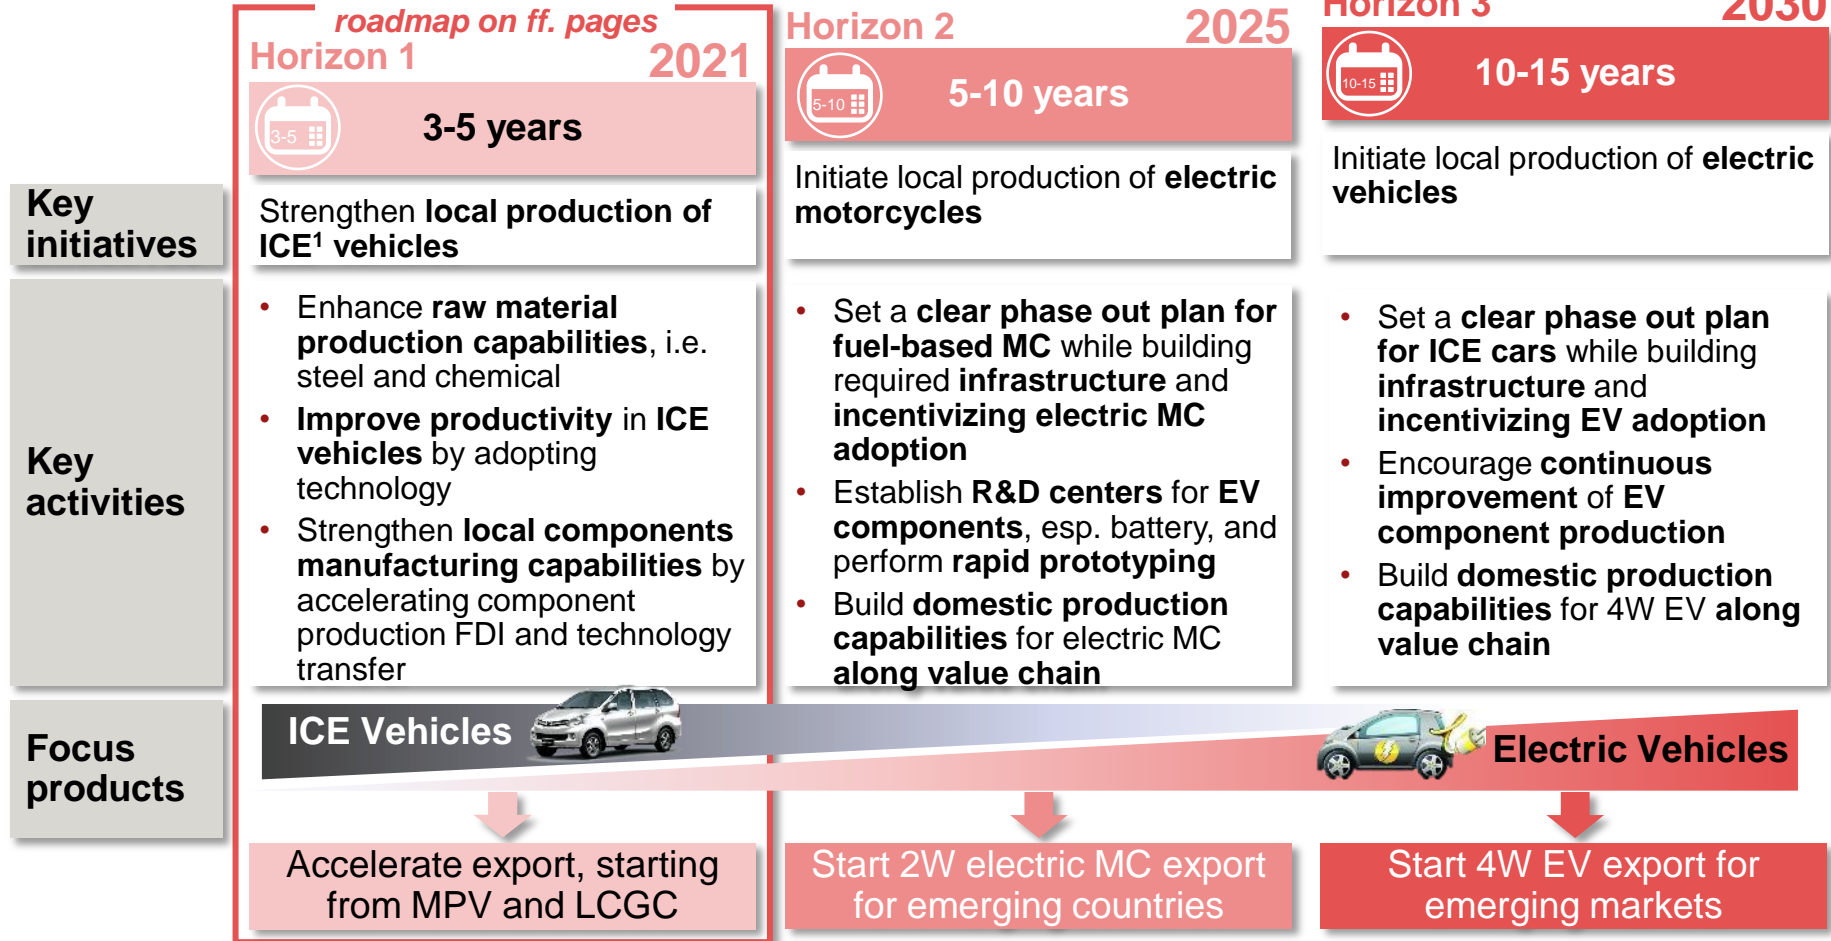 roadmap on ff. pages
Horizon 1
2021
3-5
3-5 years
Horizon 2
2025
5-10
5-10 years
Horizon 3
2030
10-15
10-15 years
Key
initiatives
Strengthen local production of
ICE¹ vehicles
Initiate local production of electric
motorcycles
Initiate local production of electric
vehicles
Key
activities
• Enhance raw material
production capabilities, i.e.
steel and chemical
• Improve productivity in ICE
vehicles by adopting
technology
• Strengthen local components
manufacturing capabilities by
accelerating component
production FDI and technology
transfer
• Set a clear phase out plan for
fuel-based MC while building
required infrastructure and
incentivizing electric MC
adoption
• Establish R&D centers for EV
components, esp. battery, and
perform rapid prototyping
• Build domestic production
capabilities for electric MC
along value chain
• Set a clear phase out plan
for ICE cars while building
infrastructure and
incentivizing EV adoption
• Encourage continuous
improvement of EV
component production
• Build domestic production
capabilities for 4W EV along
value chain
Focus
products
ICE Vehicles
Electric Vehicles
Accelerate export, starting
from MPV and LCGC
Start 2W electric MC export
for emerging countries
Start 4W EV export for
emerging markets